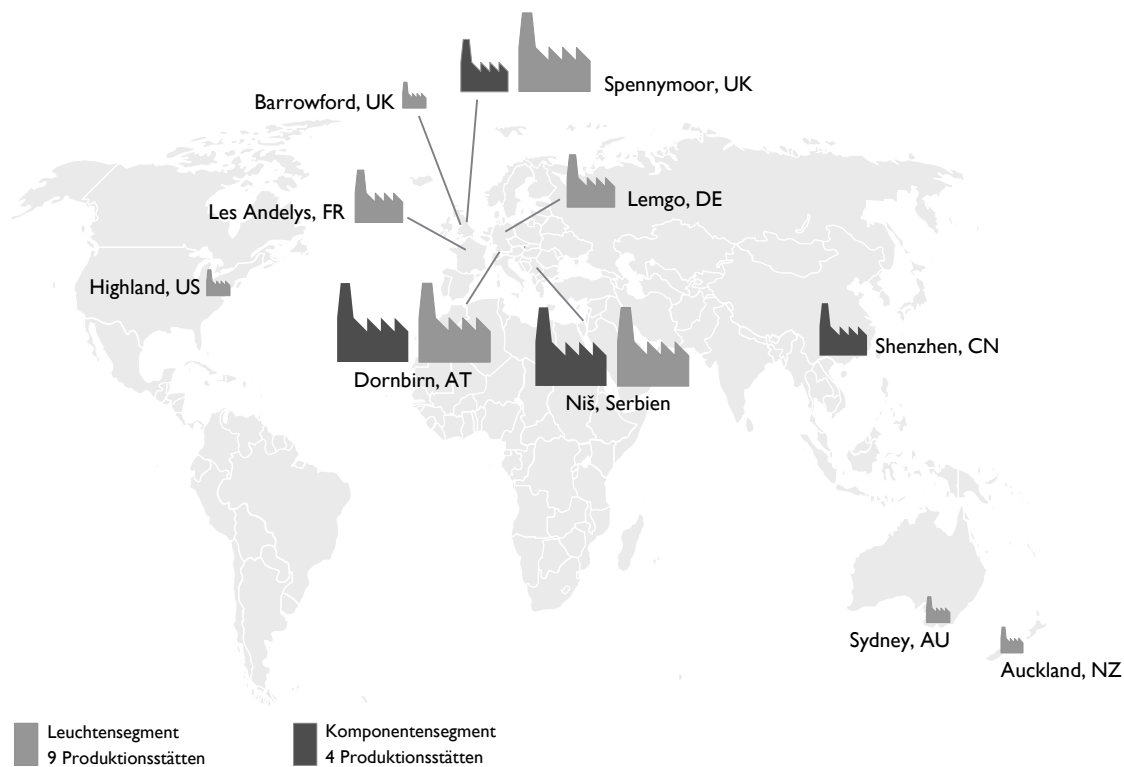 Spennymoor, UK
Barrowford, UK
Lemgo, DE
Les Andelys, FR
Highland, US
Shenzhen, CN
Dornbirn, AT
Niš, Serbien
Sydney, AU
Auckland, NZ
Leuchtensegment
9 Produktionsstätten
Komponentensegment
4 Produktionsstätten